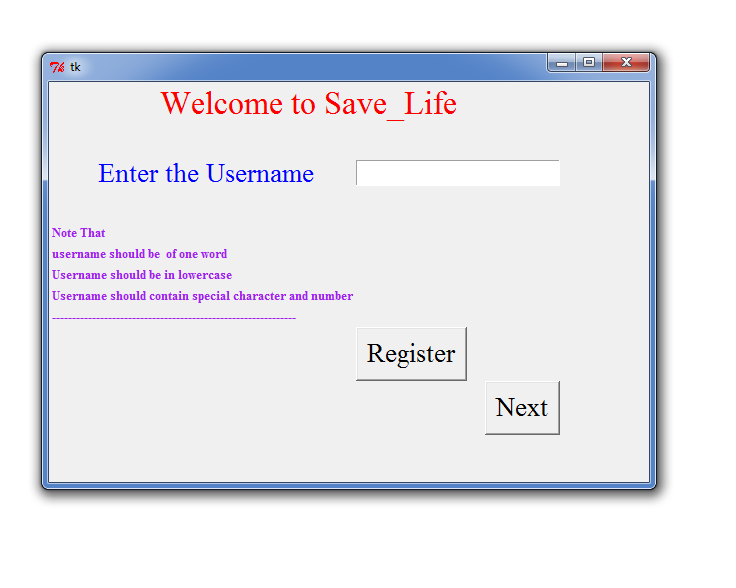 tk
Welcome to Save_Life
Enter the Username
Note That
username should be  of one word
Username should be in lowercase
Username should contain special character and number
-------------------------------------------------------------
Register
Next